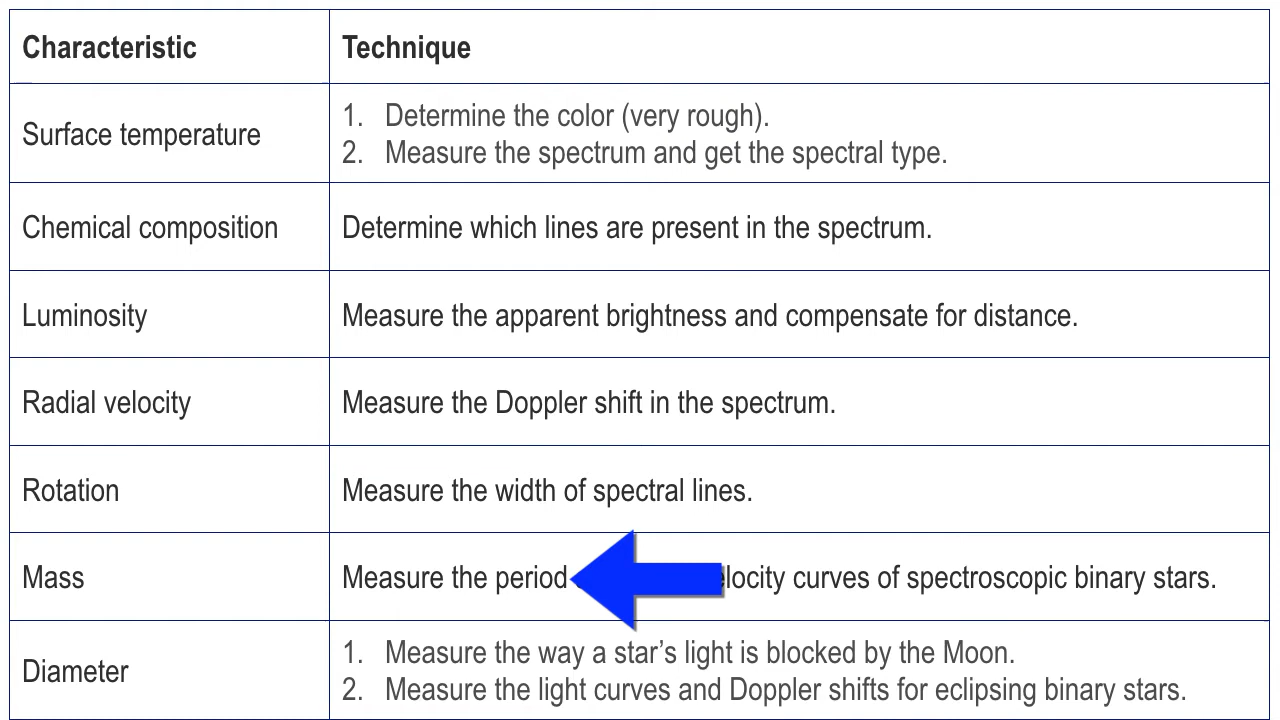 Characteristic Technique
Surface temperature
1. Determine the color (very rough).
2. Measure the spectrum and get the spectral type.
Chemical composition Determine which lines are present in the spectrum.
Luminosity Measure the apparent brightness and compensate for distance.
Radial velocity Measure the Doppler shift in the spectrum.
Rotation Measure the width of spectral lines.
Mass Measure the period curves of spectroscopic binary stars.
Diameter
1. Measure the way a star’s light is blocked by the Moon.
2. Measure the light curves and Doppler shifts for eclipsing binary stars.